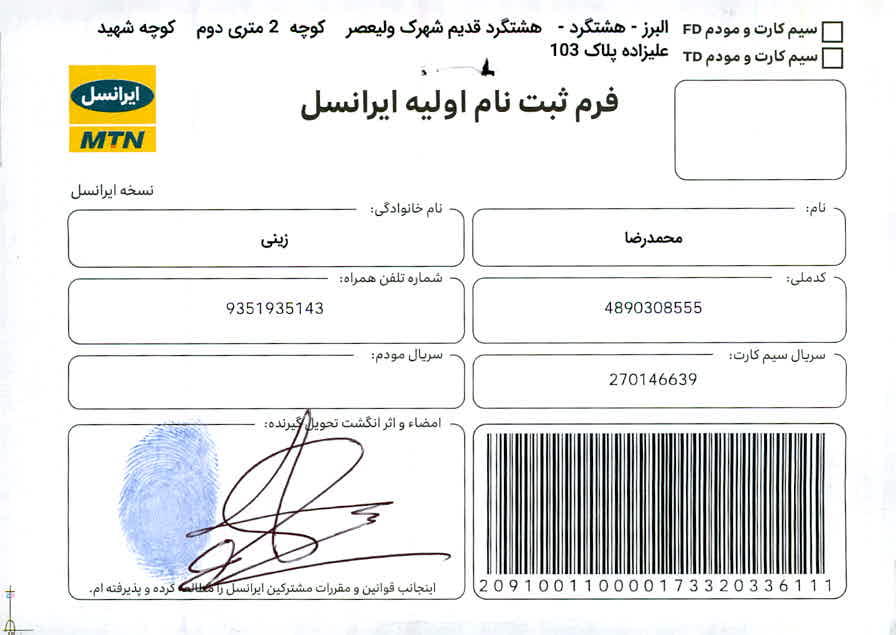 سیم کارت و مودم FD
سیم کارت و مودم TD
البرز - هشتگرد - هشتگرد قدیم شهرک ولیعصر کوچه 2 متری دوم کوچه شهید
علیزاده پلاک 103
ایرانسل
MTN
فرم ثبت نام اولیه ایرانسل
نسخه ایرانسل
نام:
محمدرضا
نام خانوادگی:
زینی
کدملی:
4890308555
شماره تلفن همراه:
9351935143
سریال سیم کارت:
270146639
سریال مودم:
امضاء و اثر انگشت تحویل گیرنده:
اینجانب قوانین و مقررات مشترکین ایرانسل را مطالعه کرده و پذیرفته ام.
209100110000173320336111